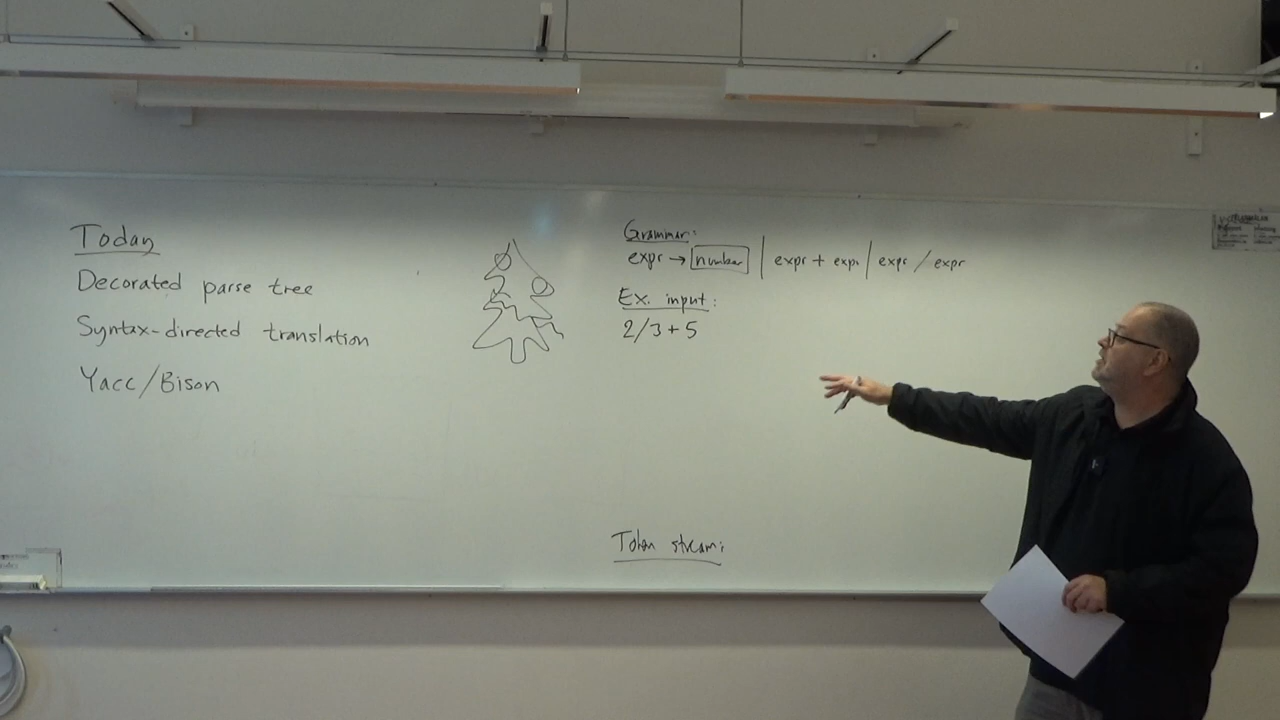 Today
Decorated parse tree
Syntax-directed translation
Yacc/Bison
Grammar:
expr → number | expr + expr | expr / expr
Ex. input:
2/3+5
Token stream: